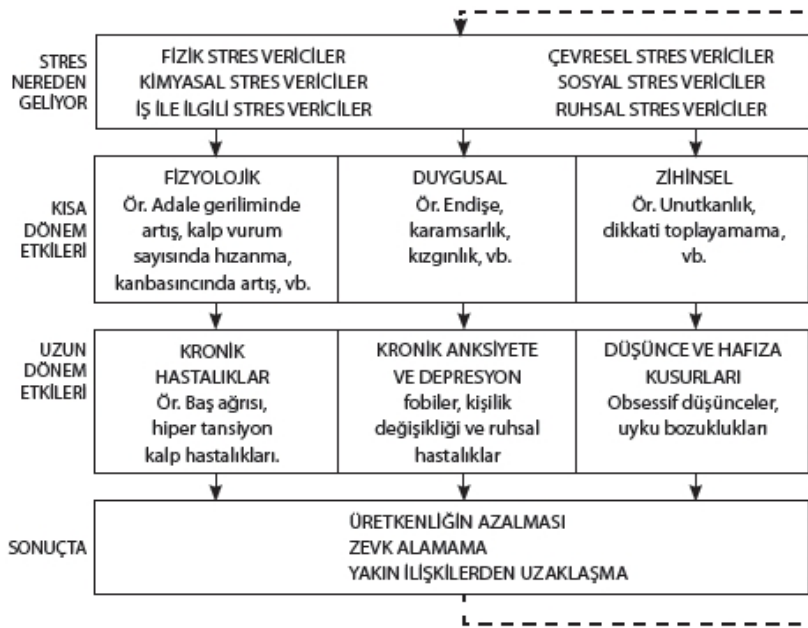 STRES
NEREDEN
GELİYOR
FİZİK STRES VERİCİLER
KİMYASAL STRES VERİCİLER
İŞ İLE İLGİLİ STRES VERİCİLER
ÇEVRESEL STRES VERİCİLER
SOSYAL STRES VERİCİLER
RUHSAL STRES VERİCİLER
KISA
DÖNEM
ETKİLERİ
FİZYOLOJİK
Ör. Adale geriliminde
artış, kalp vurum
sayısında hızanma,
kanbasıncında artış, vb.
DUYGUSAL
Ör. Endişe,
karamsarlık,
kızgınlık, vb.
ZİHİNSEL
Ör. Unutkanlık,
dikkati toplayamama,
vb.
UZUN
DÖNEM
ETKİLERİ
KRONİK
HASTALIKLAR
Ör. Baş ağrısı,
hiper tansiyon
kalp hastalıkları.
KRONİK ANKSİYETE
VE DEPRESYON
fobiler, kişilik
değişikliği ve ruhsal
hastalıklar
DÜŞÜNCE VE HAFIZA
KUSURLARI
Obsessif düşünceler,
uyku bozuklukları
SONUÇTA
ÜRETKENLİĞİN AZALMASI
ZEVK ALAMAMA
YAKIN İLİŞKİLERDEN UZAKLAŞMA